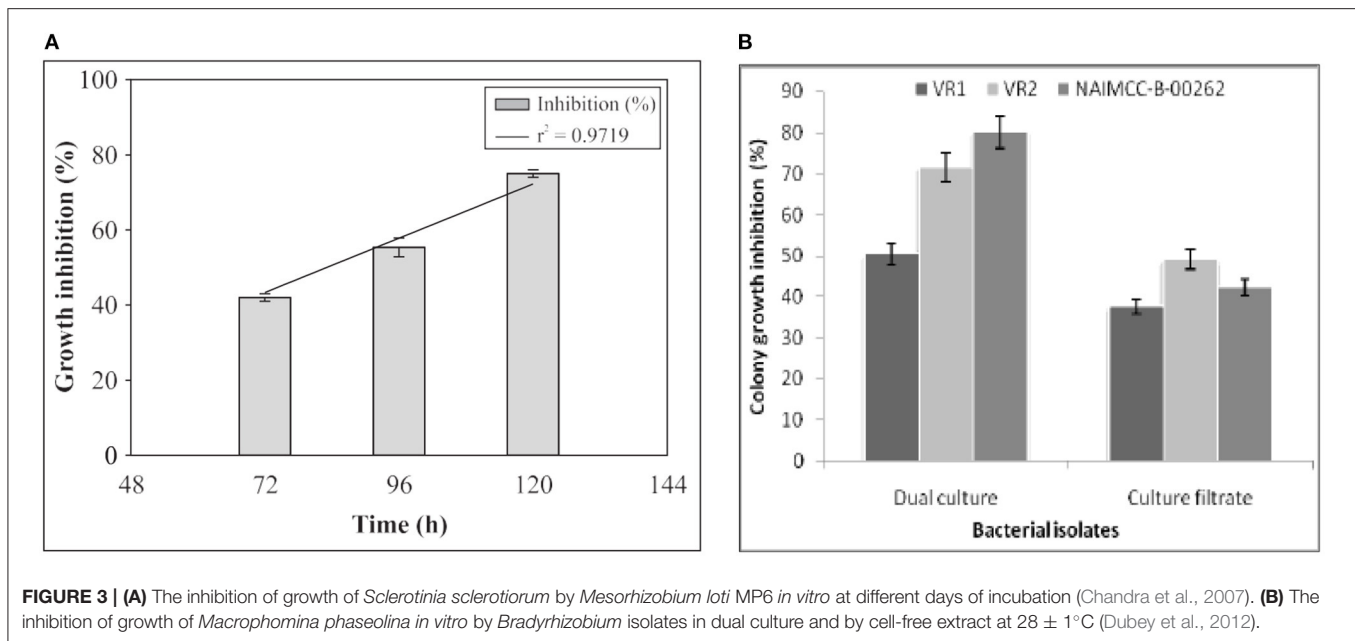 A
Growth inhibition (%)
100
80
60
40
20
0
Inhibition (%)
r² = 0.9719
48 72 96 120 144
Time (h)
B
Colony growth inhibition (%)
VR1 VR2 NAIMCC-B-00262
90
80
70
60
50
40
30
20
10
0
Dual culture Culture filtrate
Bacterial isolates
FIGURE 3 | (A) The inhibition of growth of Sclerotinia sclerotiorum by Mesorhizobium loti MP6 in vitro at different days of incubation (Chandra et al., 2007). (B) The
inhibition of growth of Macrophomina phaseolina in vitro by Bradyrhizobium isolates in dual culture and by cell-free extract at 28 ± 1°C (Dubey et al., 2012).